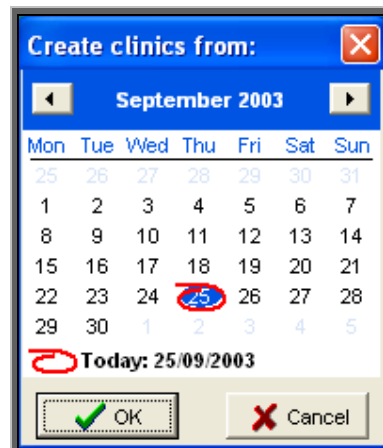 Create clinics from:
September 2003
Mon Tue Wed Thu Fri Sat Sun
25 26 27 28 29 30 31
1 2 3 4 5 6 7
8 9 10 11 12 13 14
15 16 17 18 19 20 21
22 23 24 25 26 27 28
29 30 1 2 3 4 5
Today: 25/09/2003
OK Cancel